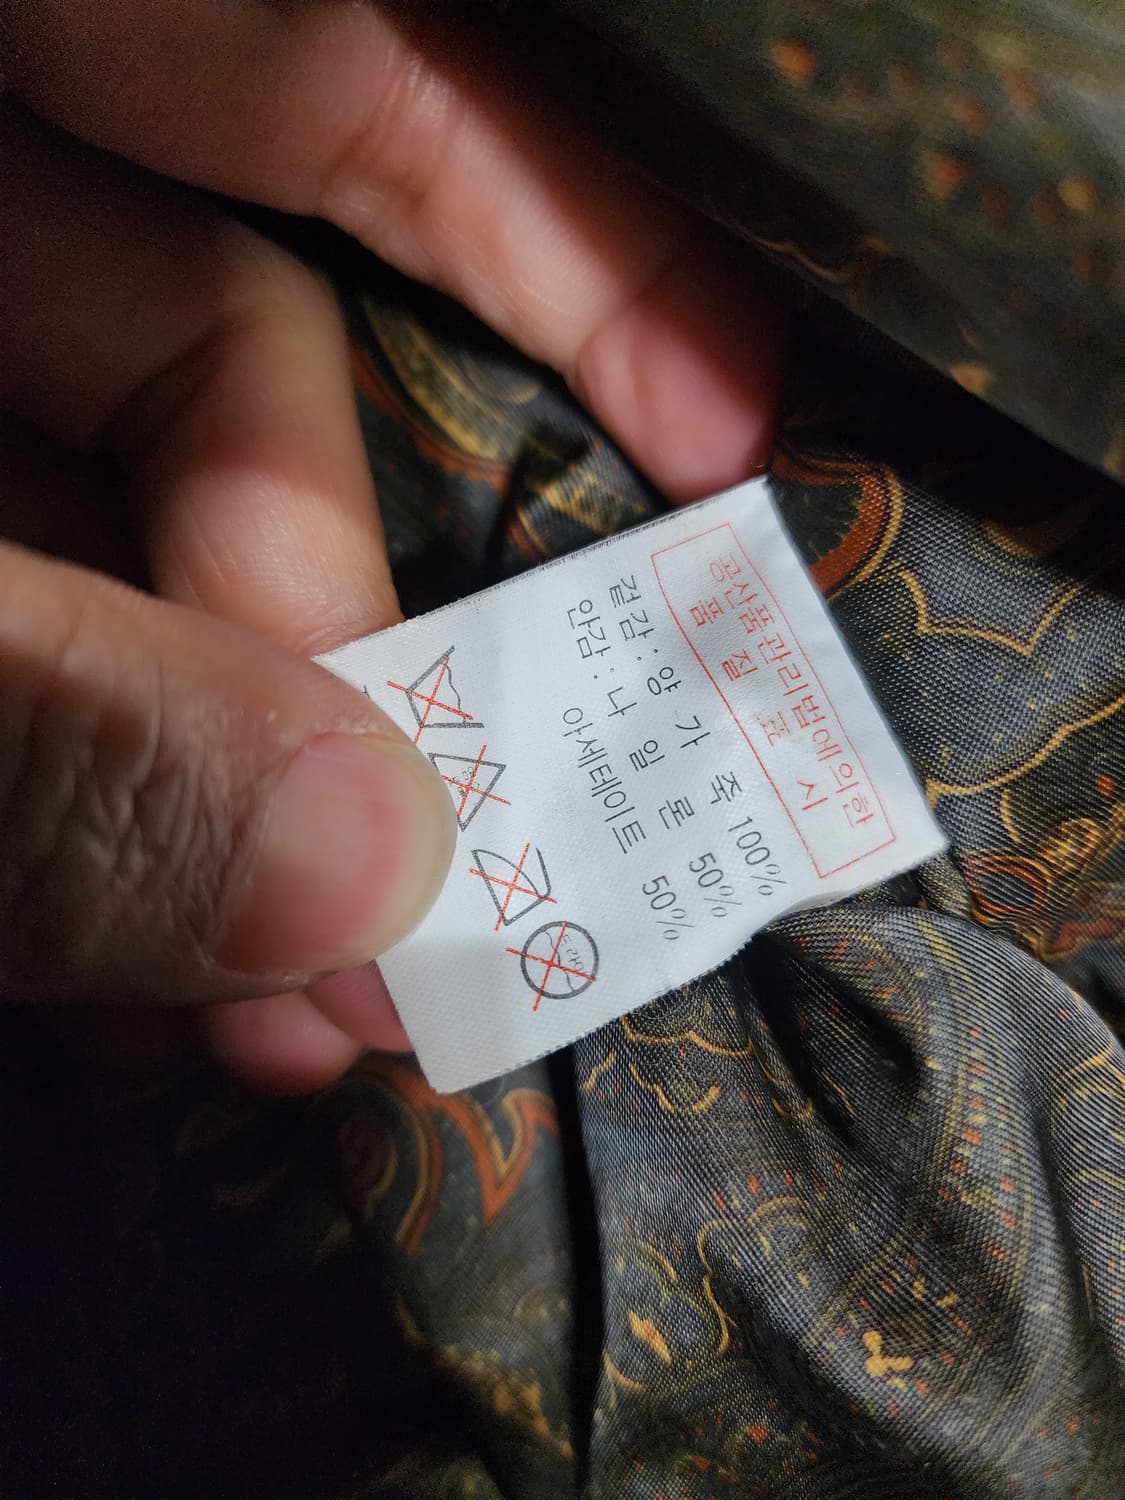 공산품관리법에의한
품질표시
겉감 : 양가죽 100%
안감 : 나일론 50%
아세테이트 50%